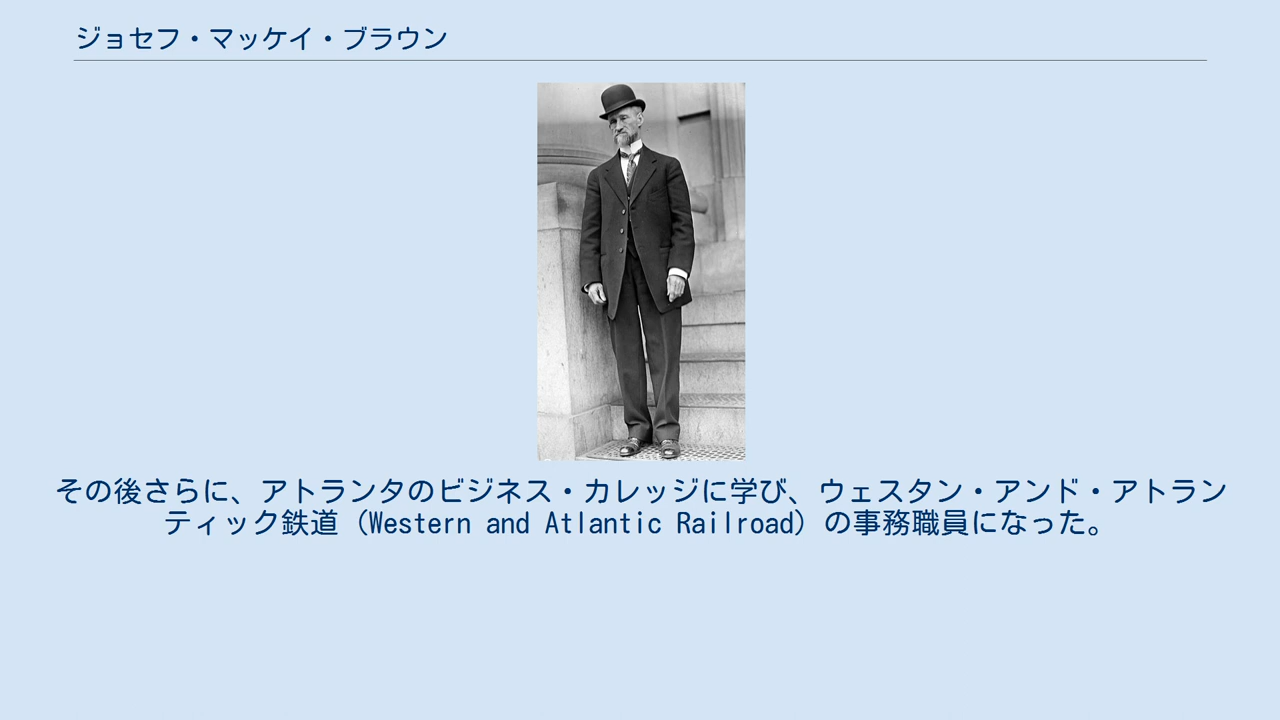 ジョセフ・マッケイ・ブラウン
その後さらに、アトランタのビジネス・カレッジに学び、ウェスタン・アンド・アトラン
ティック鉄道 (Western and Atlantic Railroad) の事務職員になった。